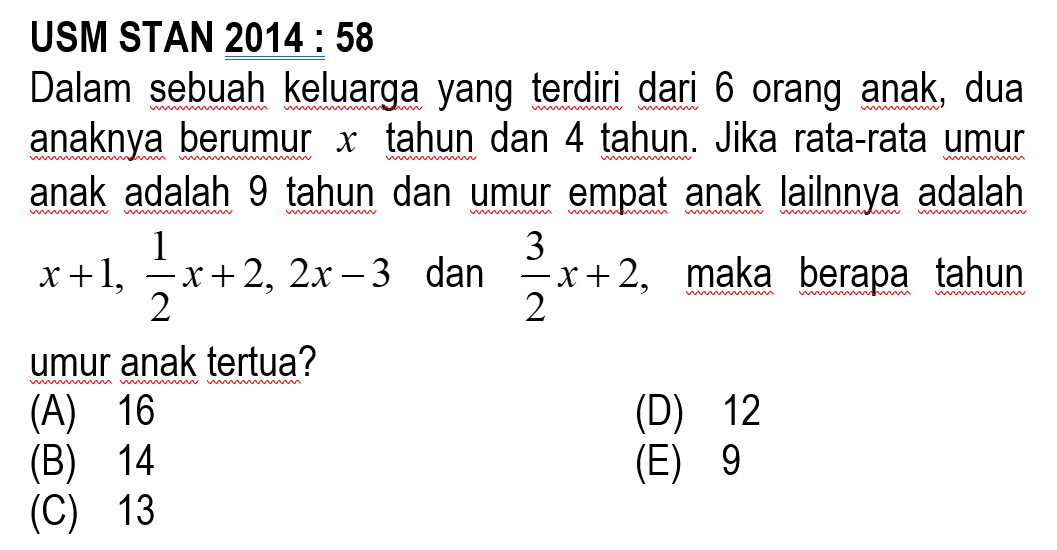 USM STAN 2014 : 58
Dalam sebuah keluarga yang terdiri dari 6 orang anak, dua
anaknya berumur x tahun dan 4 tahun. Jika rata-rata umur
anak adalah 9 tahun dan umur empat anak lailnnya adalah
x + 1, 1/2 x + 2, 2x − 3 dan 3/2 x + 2, maka berapa tahun
umur anak tertua?
(A) 16 (D) 12
(B) 14 (E) 9
(C) 13